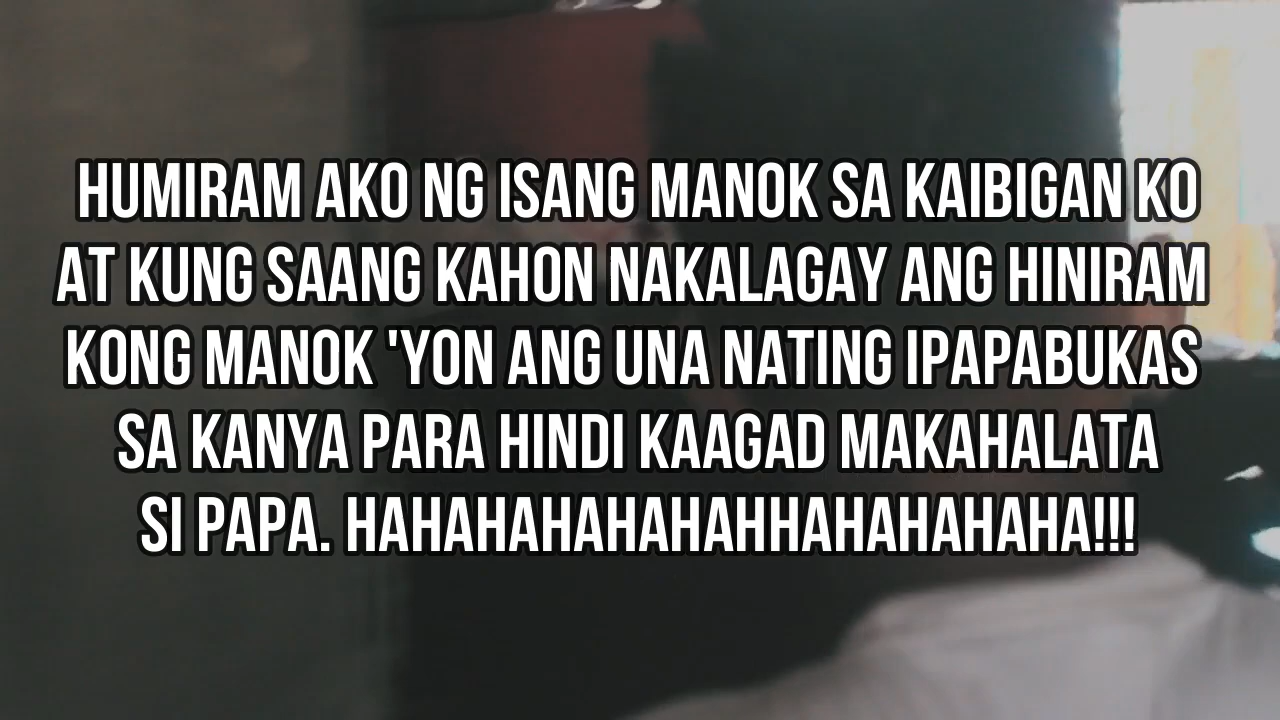 HUMIRAM AKO NG ISANG MANOK SA KAIBIGAN KO
AT KUNG SAANG KAHON NAKALAGAY ANG HINIRAM
KONG MANOK 'YON ANG UNA NATING IPAPABUKAS
SA KANYA PARA HINDI KAAGAD MAKAHALATA
SI PAPA. HAHAHAHAHAHAHHAHAHAHAHAHA!!!